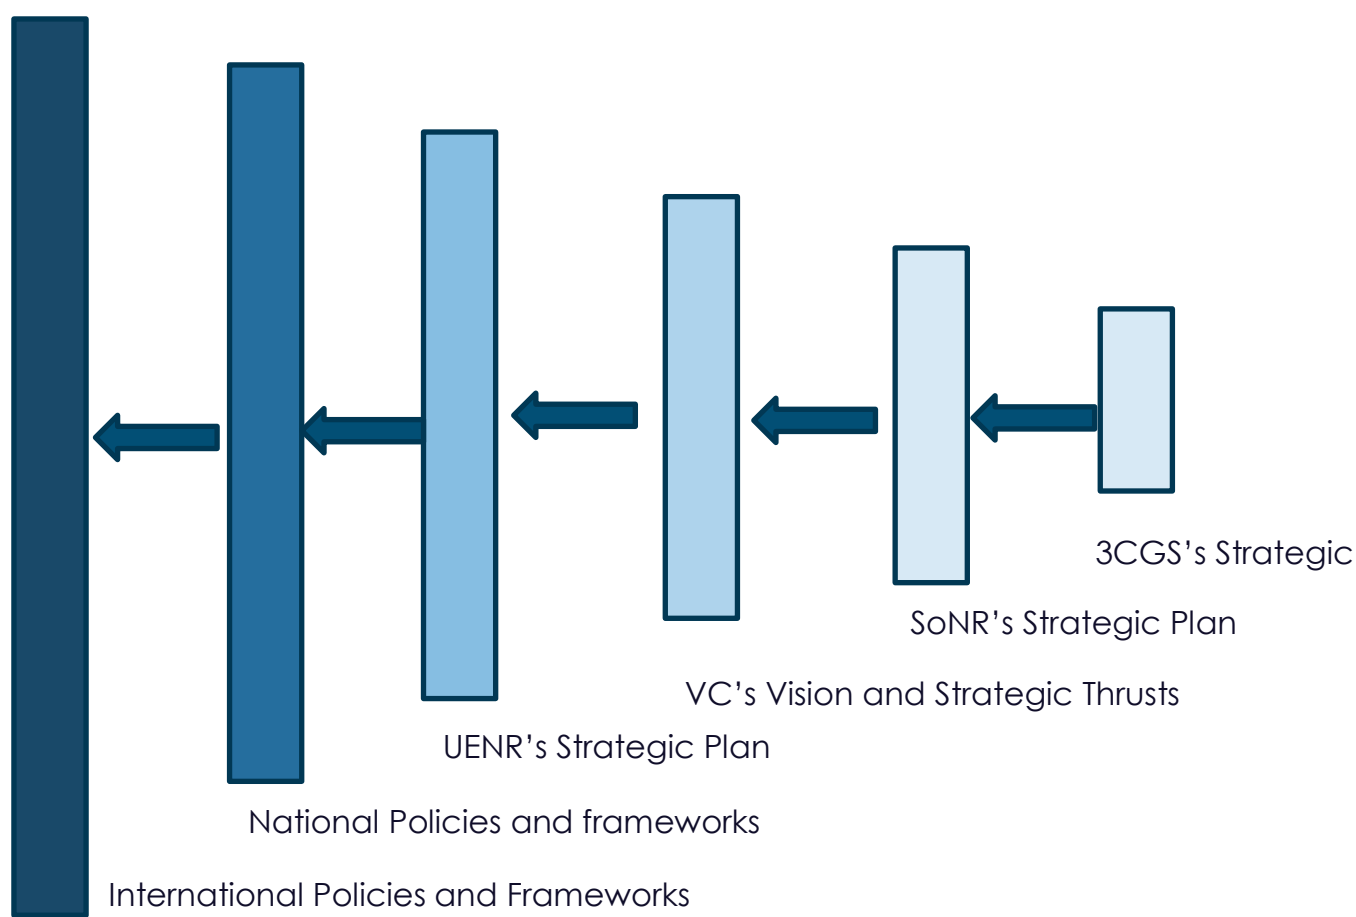 3CGS’s Strategic
SoNR’s Strategic Plan
VC’s Vision and Strategic Thrusts
UENR’s Strategic Plan
National Policies and frameworks
International Policies and Frameworks